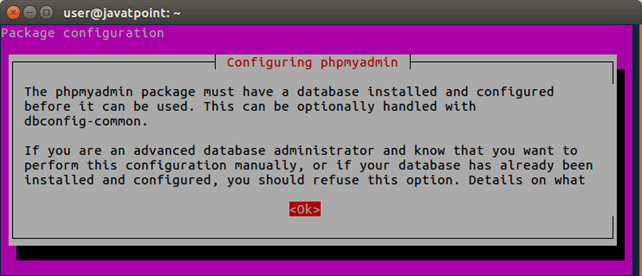 user@javatpoint: ~
Package configuration
Configuring phpmyadmin
The phpmyadmin package must have a database installed and configured
before it can be used. This can be optionally handled with
dbconfig-common.
If you are an advanced database administrator and know that you want to
perform this configuration manually, or if your database has already been
installed and configured, you should refuse this option. Details on what
<Ok>